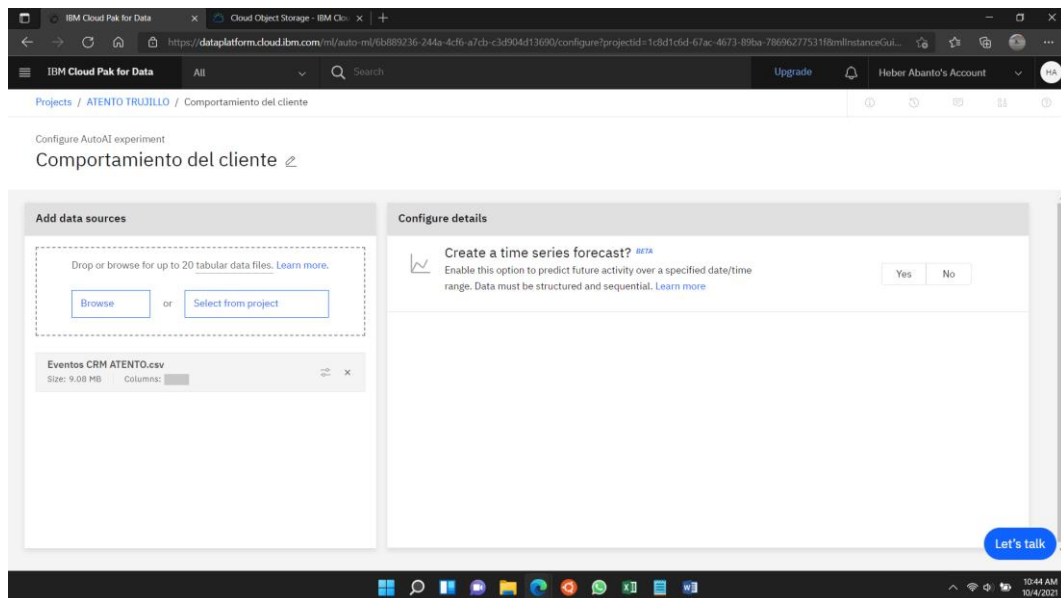 IBM Cloud Pak for Data
Cloud Object Storage - IBM Clo
https://dataplatform.cloud.ibm.com/ml/auto-ml/6b889236-244a-4cf6-a7cb-c3d904d13690/configure?projectid=1c8d1c6d-67ac-4673-89ba-78696277531f&mlInstanceGui...
IBM Cloud Pak for Data
All
Search
Upgrade
Heber Abanto's Account
HA
Projects / ATENTO TRUJILLO / Comportamiento del cliente
Configure AutoAI experiment
Comportamiento del cliente
Add data sources
Drop or browse for up to 20 tabular data files. Learn more.
Browse or Select from project
Eventos CRM ATENTO.csv
Size: 9.08 MB Columns:
Configure details
Create a time series forecast? BETA
Enable this option to predict future activity over a specified date/time
range. Data must be structured and sequential. Learn more
Yes No
Let's talk
10:44 AM
10/4/2021